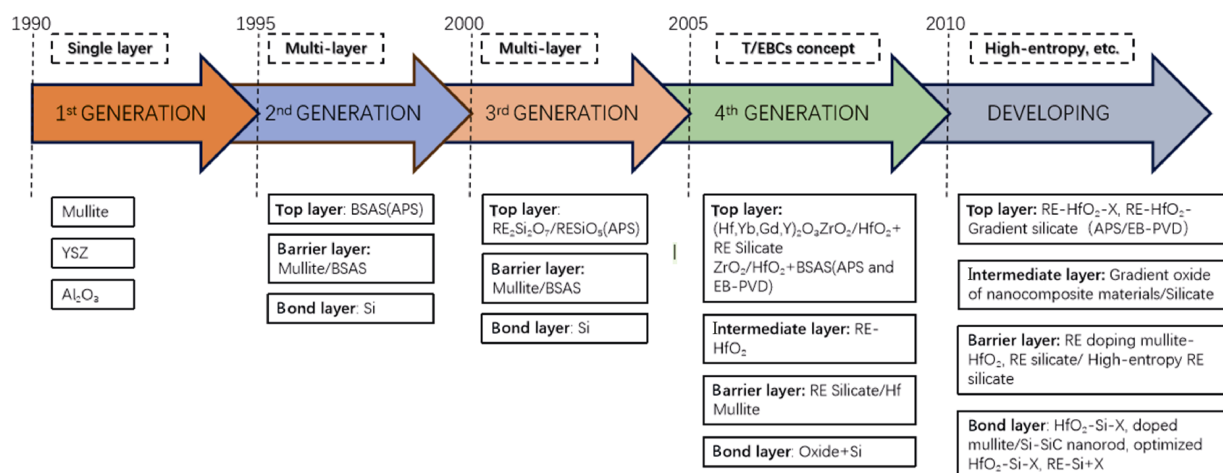 1990
1995
2000
2005
2010
Single layer
Multi-layer
Multi-layer
T/EBCs concept
High-entropy, etc.
1st GENERATION
2nd GENERATION
3rd GENERATION
4th GENERATION
DEVELOPING
Mullite
YSZ
Al₂O₃
Top layer: BSAS(APS)
Barrier layer:
Mullite/BSAS
Bond layer: Si
Top layer:
RE₂Si₂O₇/RESiO₅(APS)
Barrier layer:
Mullite/BSAS
Bond layer: Si
Top layer:
(Hf,Yb,Gd,Y)₂O₃ZrO₂/HfO₂+
RE Silicate
ZrO₂/HfO₂+BSAS(APS and
EB-PVD)
Intermediate layer: RE-
HfO₂
Barrier layer: RE Silicate/Hf
Mullite
Bond layer: Oxide+Si
Top layer: RE-HfO₂-X, RE-HfO₂-
Gradient silicate（APS/EB-PVD）
Intermediate layer: Gradient oxide
of nanocomposite materials/Silicate
Barrier layer: RE doping mullite-
HfO₂, RE silicate/ High-entropy RE
silicate
Bond layer: HfO₂-Si-X, doped
mullite/Si-SiC nanorod, optimized
HfO₂-Si-X, RE-Si+X